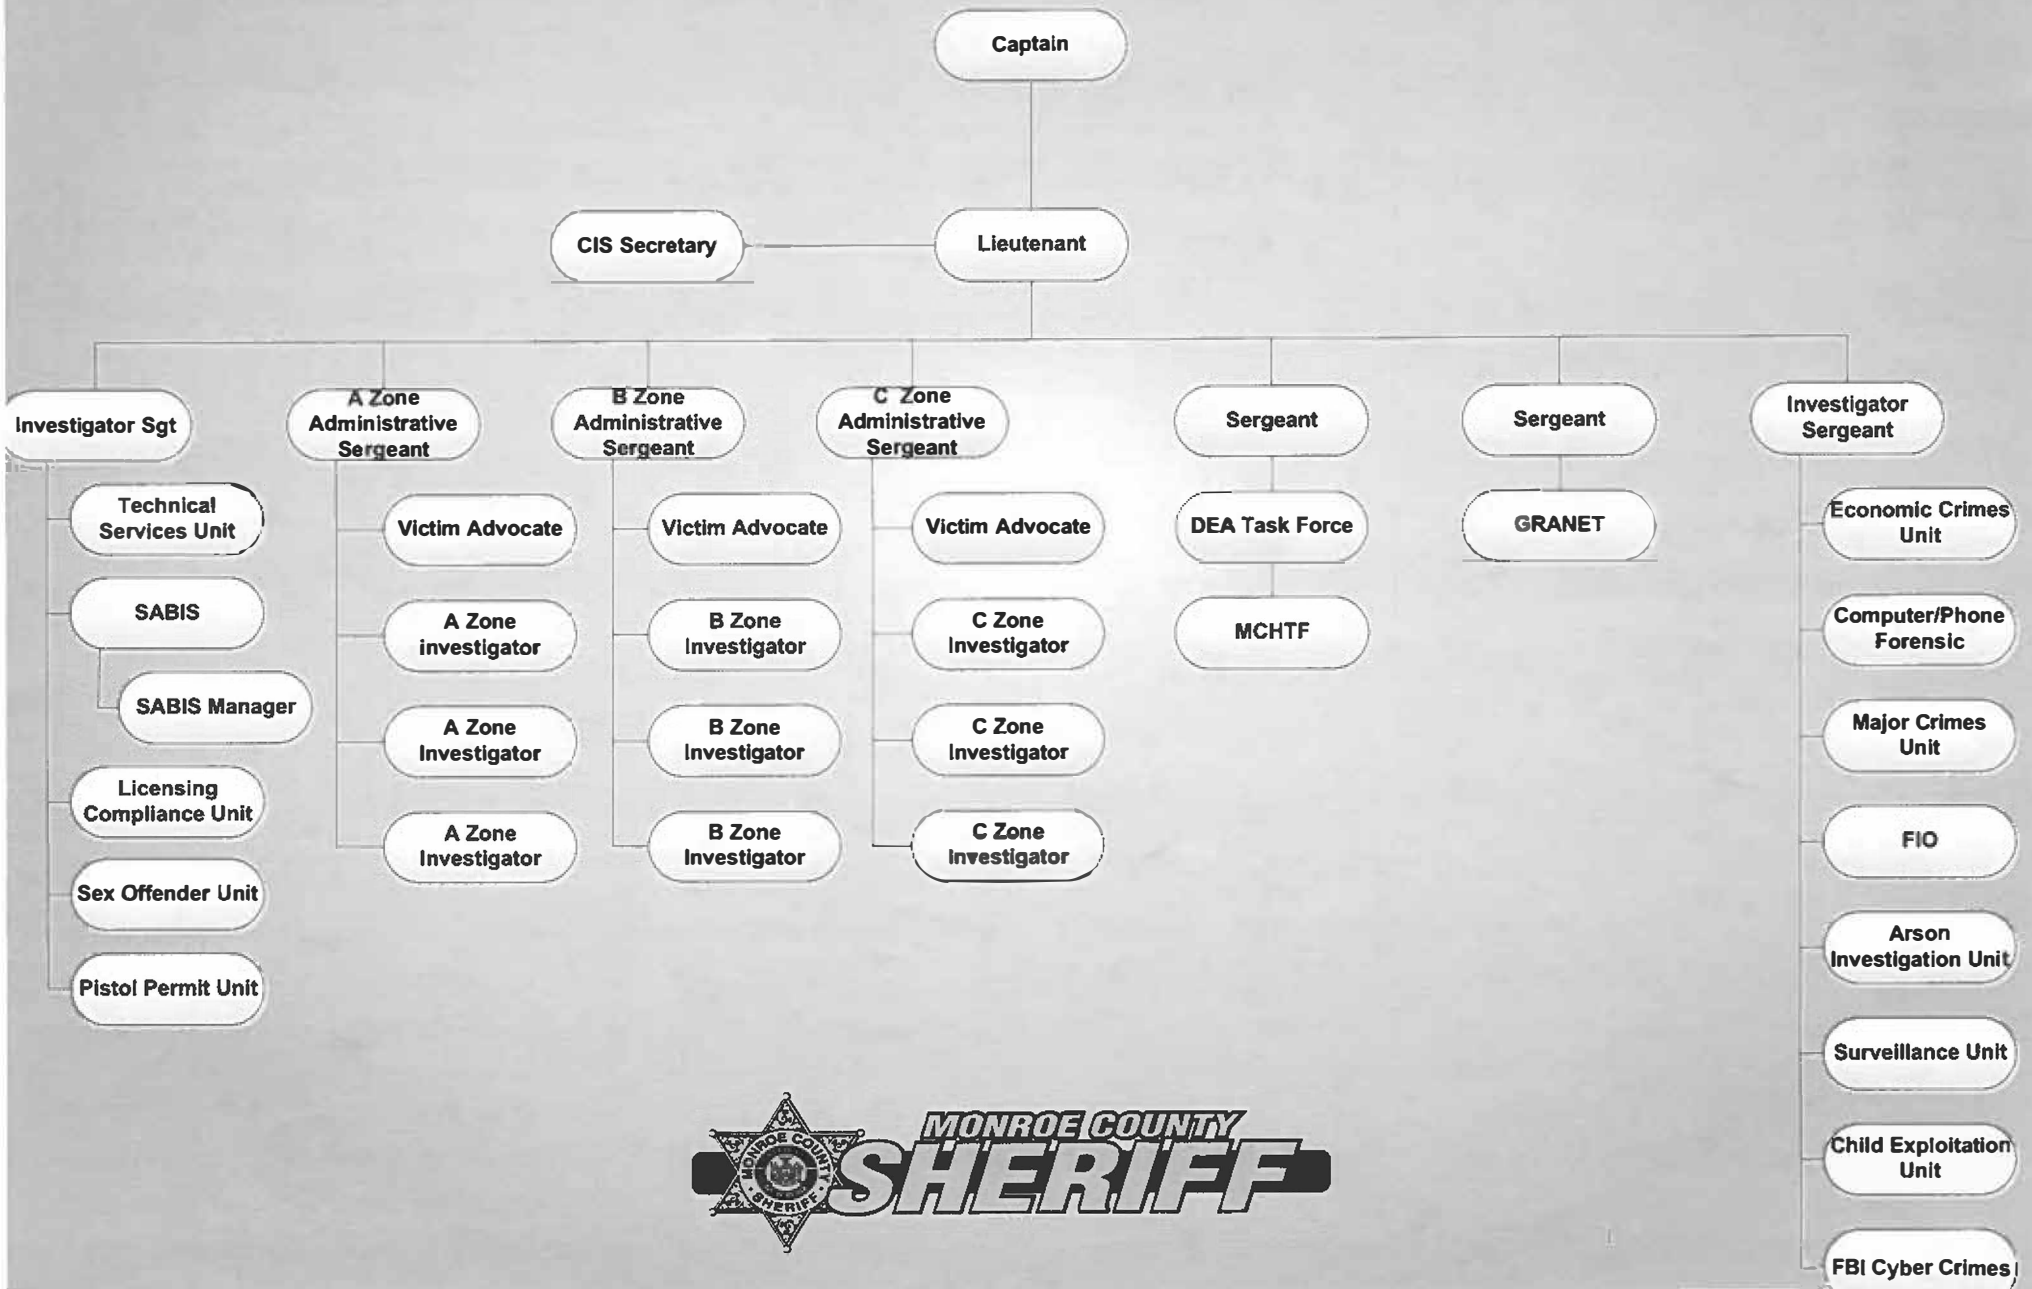 Captain
CIS Secretary
Lieutenant
Investigator Sgt
Technical
Services Unit
SABIS
SABIS Manager
Licensing
Compliance Unit
Sex Offender Unit
Pistol Permit Unit
A Zone
Administrative
Sergeant
Victim Advocate
A Zone
investigator
A Zone
Investigator
A Zone
Investigator
B Zone
Administrative
Sergeant
Victim Advocate
B Zone
Investigator
B Zone
Investigator
B Zone
Investigator
C Zone
Administrative
Sergeant
Victim Advocate
C Zone
Investigator
C Zone
Investigator
C Zone
Investigator
Sergeant
DEA Task Force
MCHTF
Sergeant
GRANET
Investigator
Sergeant
Economic Crimes
Unit
Computer/Phone
Forensic
Major Crimes
Unit
FIO
Arson
Investigation Unit
Surveillance Unit
Child Exploitation
Unit
FBI Cyber Crimes
MONROE COUNTY
SHERIFF
MONROE COUNTY
SHERIFF